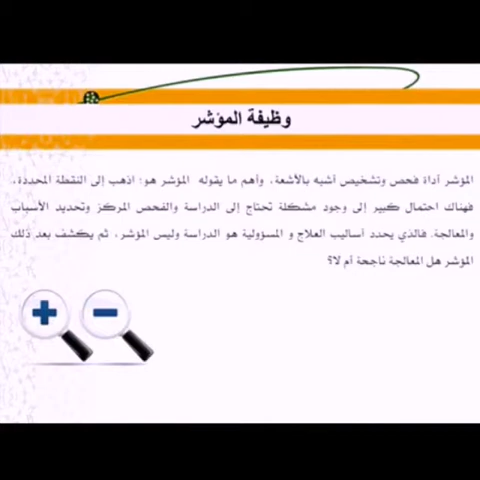 وظيفة المؤشر
المؤشر أداة فحص وتشخيص أشبه بالأشعة، وأهم ما يقوله المؤشر هو: اذهب إلى النقطة المحددة،
فهناك احتمال كبير إلى وجود مشكلة تحتاج إلى الدراسة والفحص المركز وتحديد الأسباب
والمعالجة. فالذي يحدد أساليب العلاج و المسؤولية هو الدراسة وليس المؤشر، ثم يكشف بعد ذلك
المؤشر هل المعالجة ناجحة أم لا؟